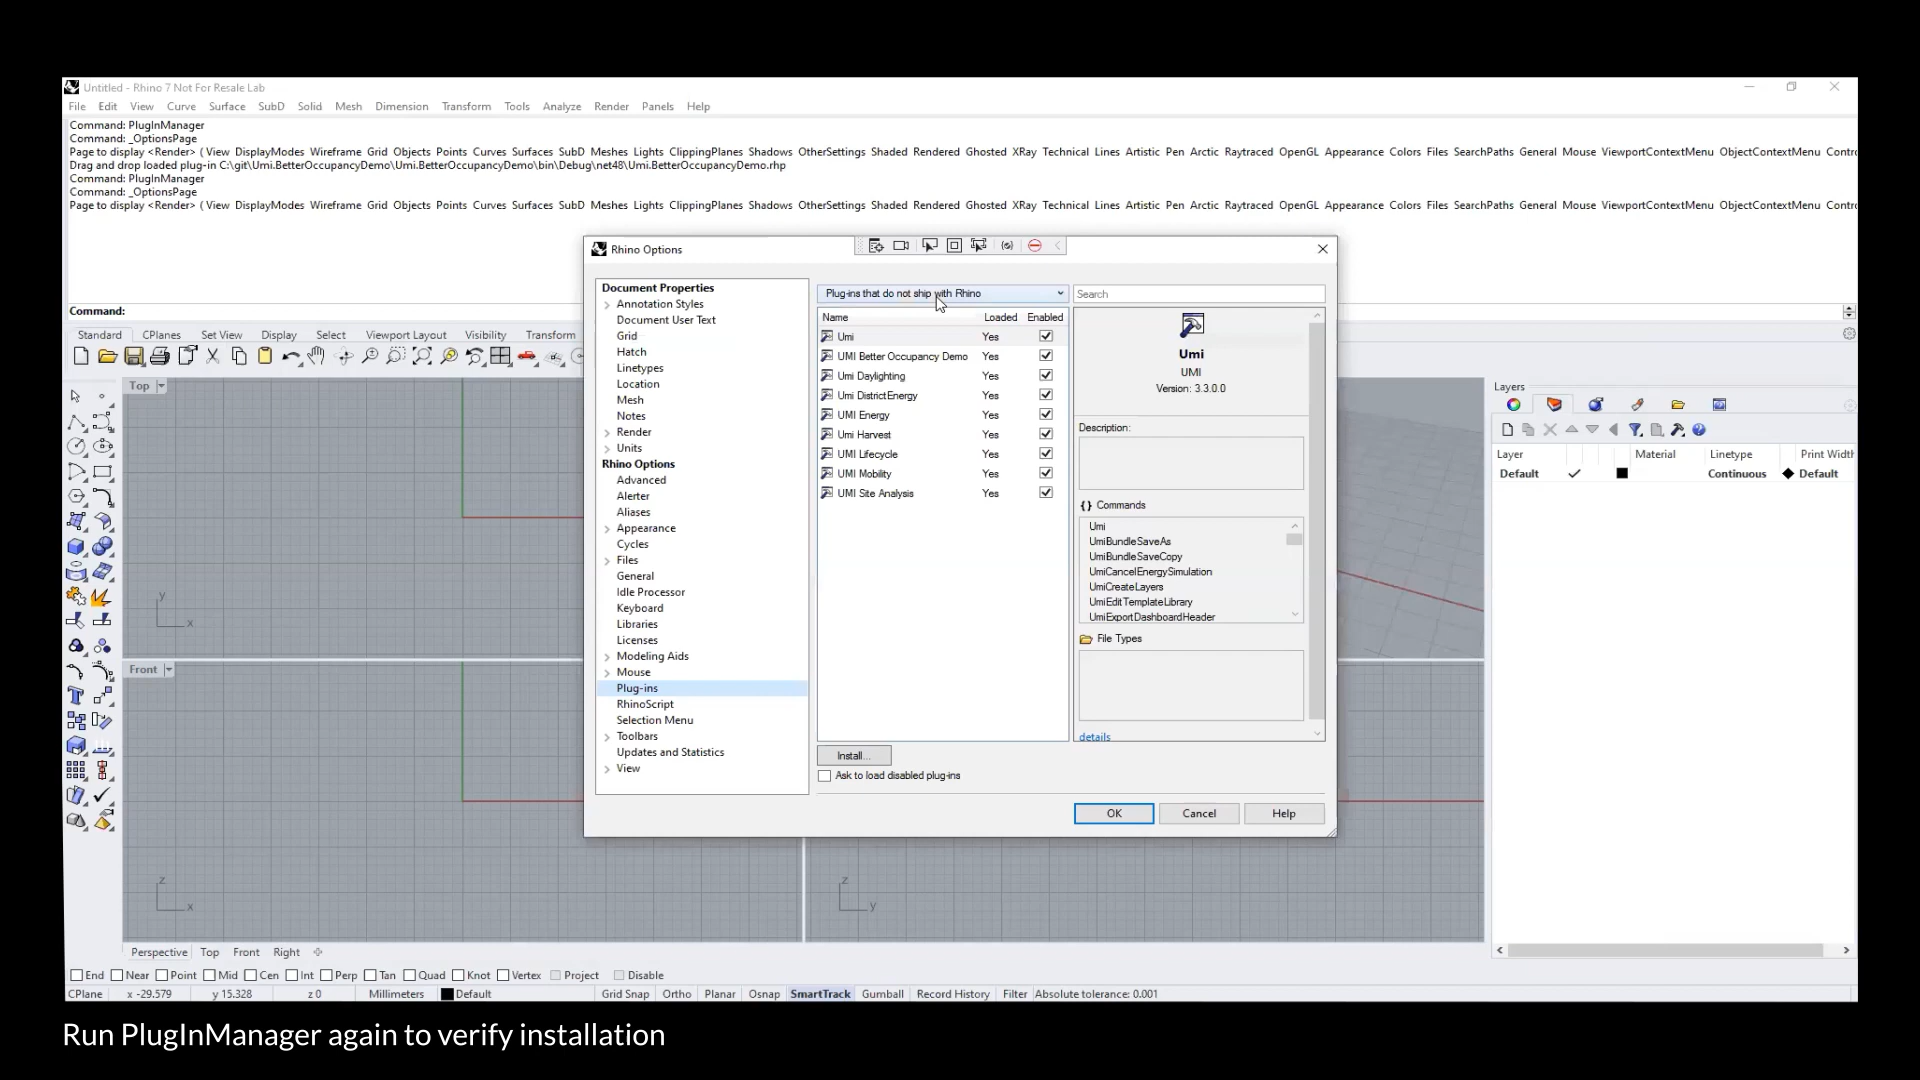 Untitled - Rhino 7 Not For Resale Lab
File Edit View Curve Surface SubD Solid Mesh Dimension Transform Tools Analyze Render Panels Help
Command: PlugInManager
Command: _OptionsPage
Page to display <Render> ( View DisplayModes Wireframe Grid Objects Points Curves Surfaces SubD Meshes Lights ClippingPlanes Shadows OtherSettings Shaded Rendered Ghosted XRay Technical Lines Artistic Pen Arctic Raytraced OpenGL Appearance Colors Files SearchPaths General Mouse ViewportContextMenu ObjectContextMenu Contro
Drag and drop loaded plug-in C:\git\Umi.BetterOccupancyDemo\Umi.BetterOccupancyDemo\bin\Debug\net48\Umi.BetterOccupancyDemo.rhp
Command: PlugInManager
Command: _OptionsPage
Page to display <Render> ( View DisplayModes Wireframe Grid Objects Points Curves Surfaces SubD Meshes Lights ClippingPlanes Shadows OtherSettings Shaded Rendered Ghosted XRay Technical Lines Artistic Pen Arctic Raytraced OpenGL Appearance Colors Files SearchPaths General Mouse ViewportContextMenu ObjectContextMenu Contro
Command:
Standard CPlanes Set View Display Select Viewport Layout Visibility Transform
Top
Front
z
x
y
x
z
y
Rhino Options
Document Properties
Annotation Styles
Document User Text
Grid
Hatch
Linetypes
Location
Mesh
Notes
Render
Units
Rhino Options
Advanced
Alerter
Aliases
Appearance
Cycles
Files
General
Idle Processor
Keyboard
Libraries
Licenses
Modeling Aids
Mouse
Plug-ins
RhinoScript
Selection Menu
Toolbars
Updates and Statistics
View
Plug-ins that do not ship with Rhino
Search
Name Loaded Enabled
Umi Yes
UMI Better Occupancy Demo Yes
Umi Daylighting Yes
Umi DistrictEnergy Yes
UMI Energy Yes
Umi Harvest Yes
UMI Lifecycle Yes
UMI Mobility Yes
UMI Site Analysis Yes
Umi
UMI
Version: 3.3.0.0
Description:
{} Commands
Umi
UmiBundleSaveAs
UmiBundleSaveCopy
UmiCancelEnergySimulation
UmiCreateLayers
UmiEditTemplateLibrary
UmiExportDashboardHeader
File Types
details
Install...
Ask to load disabled plug-ins
OK Cancel Help
Layers
Layer Material Linetype Print Width
Default Continuous Default
Perspective Top Front Right
End Near Point Mid Cen Int Perp Tan Quad Knot Vertex Project Disable
CPlane x -29.579 y 15.328 z 0 Millimeters Default Grid Snap Ortho Planar Osnap SmartTrack Gumball Record History Filter Absolute tolerance: 0.001
Run PlugInManager again to verify installation